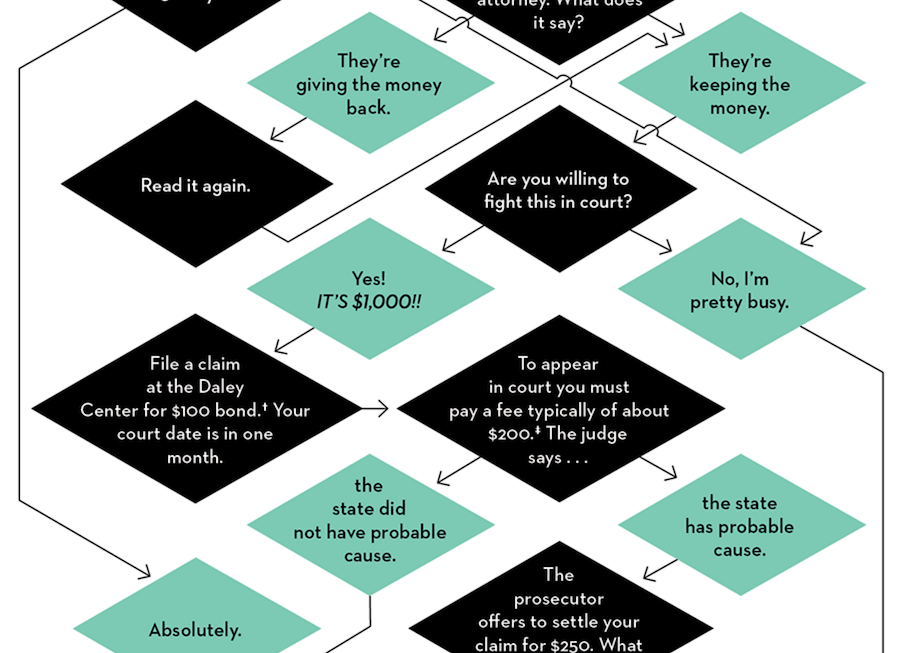 attorney. What does
it say?
They're
giving the money
back.
They're
keeping the
money.
Read it again.
Are you willing to
fight this in court?
Yes!
IT'S $1,000!!
No, I'm
pretty busy.
File a claim
at the Daley
Center for $100 bond.† Your
court date is in one
month.
To appear
in court you must
pay a fee typically of about
$200.‡ The judge
says . . .
the
state did
not have probable
cause.
the state
has probable
cause.
Absolutely.
The
prosecutor
offers to settle your
claim for $250. What